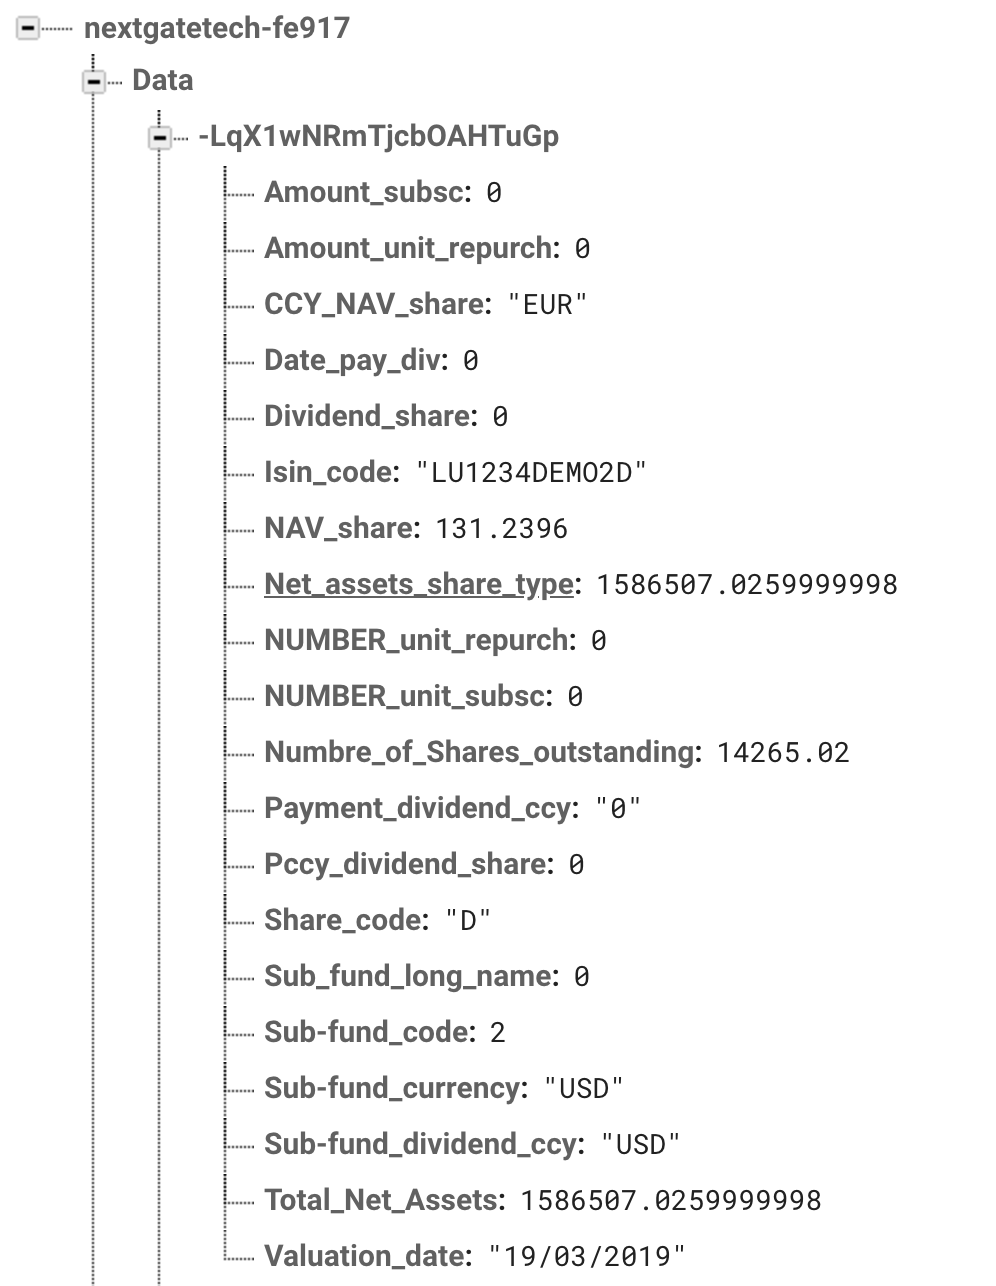 nextgatetech-fe917
Data
-LqX1wNRmTjcbOAHTuGp
Amount_subsc: 0
Amount_unit_repurch: 0
CCY_NAV_share: "EUR"
Date_pay_div: 0
Dividend_share: 0
Isin_code: "LU1234DEMO2D"
NAV_share: 131.2396
Net_assets_share_type: 1586507.0259999998
NUMBER_unit_repurch: 0
NUMBER_unit_subsc: 0
Numbre_of_Shares_outstanding: 14265.02
Payment_dividend_ccy: "0"
Pccy_dividend_share: 0
Share_code: "D"
Sub_fund_long_name: 0
Sub-fund_code: 2
Sub-fund_currency: "USD"
Sub-fund_dividend_ccy: "USD"
Total_Net_Assets: 1586507.0259999998
Valuation_date: "19/03/2019"